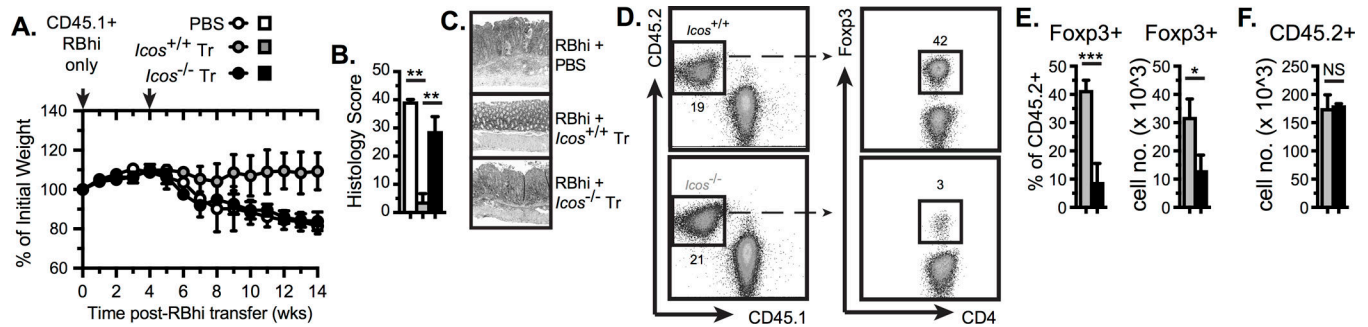 A.
CD45.1+
RBhi
only
PBS
Icos+/+ Tr
Icos-/- Tr
% of Initial Weight
140
120
100
80
60
0 2 4 6 8 10 12 14
Time post-RBhi transfer (wks)
B.
**
**
Histology Score
50
40
30
20
10
0
C.
RBhi +
PBS
RBhi +
Icos+/+ Tr
RBhi +
Icos-/- Tr
D.
CD45.2
Icos+/+
19
Icos-/-
21
CD45.1
Foxp3
42
3
CD4
E.
Foxp3+
***
% of CD45.2+
50
40
30
20
10
0
Foxp3+
*
cell no. (x 10^3)
50
40
30
20
10
0
F.
CD45.2+
NS
cell no. (x 10^3)
250
200
150
100
50
0